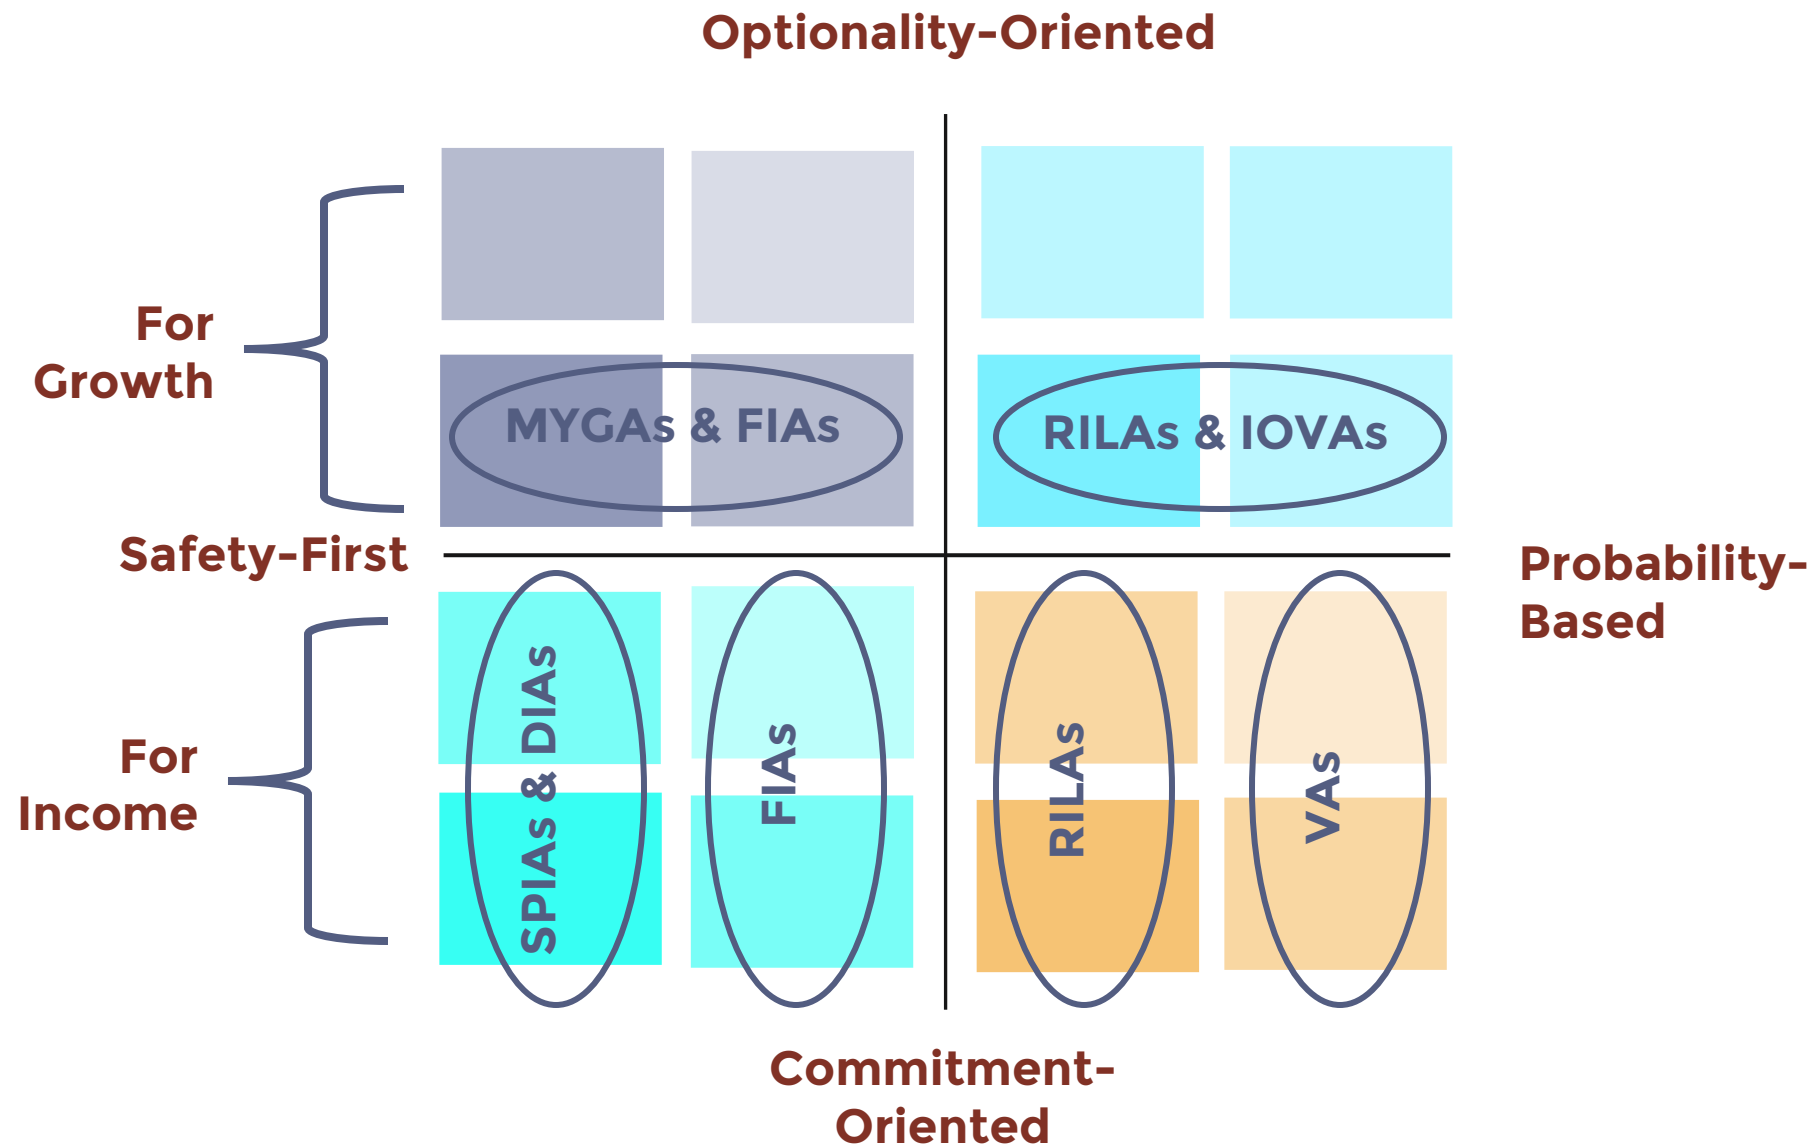 Optionality-Oriented
For
Growth
MYGAs & FIAs
RILAs & IOVAs
Safety-First
Probability-
Based
For
Income
SPIAs & DIAs
FIAs
RILAs
VAs
Commitment-
Oriented